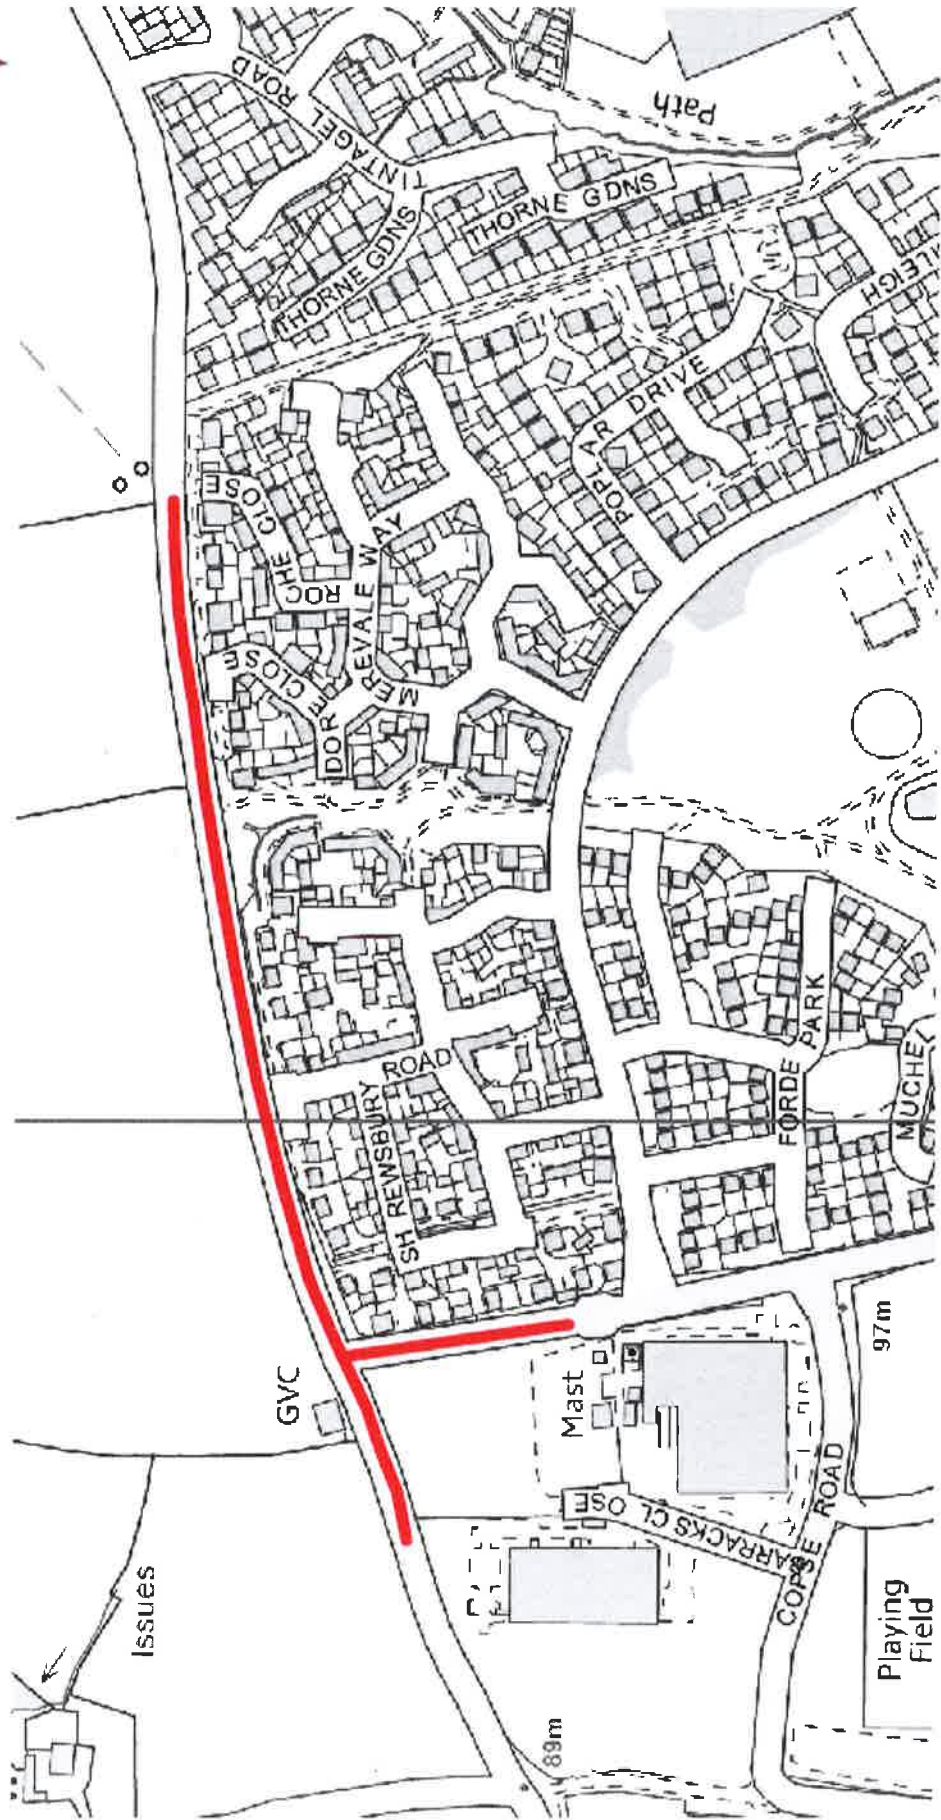 TINTAGEL ROAD
Path
THORNE GDNS
THORNE GDNS
POPLAR DRIVE
ROCHE CLOSE
MEREVALE WAY
DORE CLOSE
SHREWSBURY ROAD
FORDE PARK
MUCHE
GVC
Mast
97m
BARRACKS CLOSE
COPSE ROAD
Issues
89m
Playing
Field